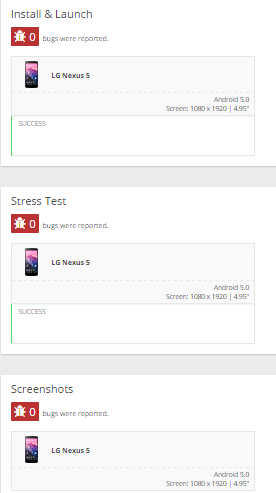 Install & Launch
0 bugs were reported.
LG Nexus 5
Android 5.0
Screen: 1080 x 1920 | 4.95"
SUCCESS
Stress Test
0 bugs were reported.
LG Nexus 5
Android 5.0
Screen: 1080 x 1920 | 4.95"
SUCCESS
Screenshots
0 bugs were reported.
LG Nexus 5
Android 5.0
Screen: 1080 x 1920 | 4.95"